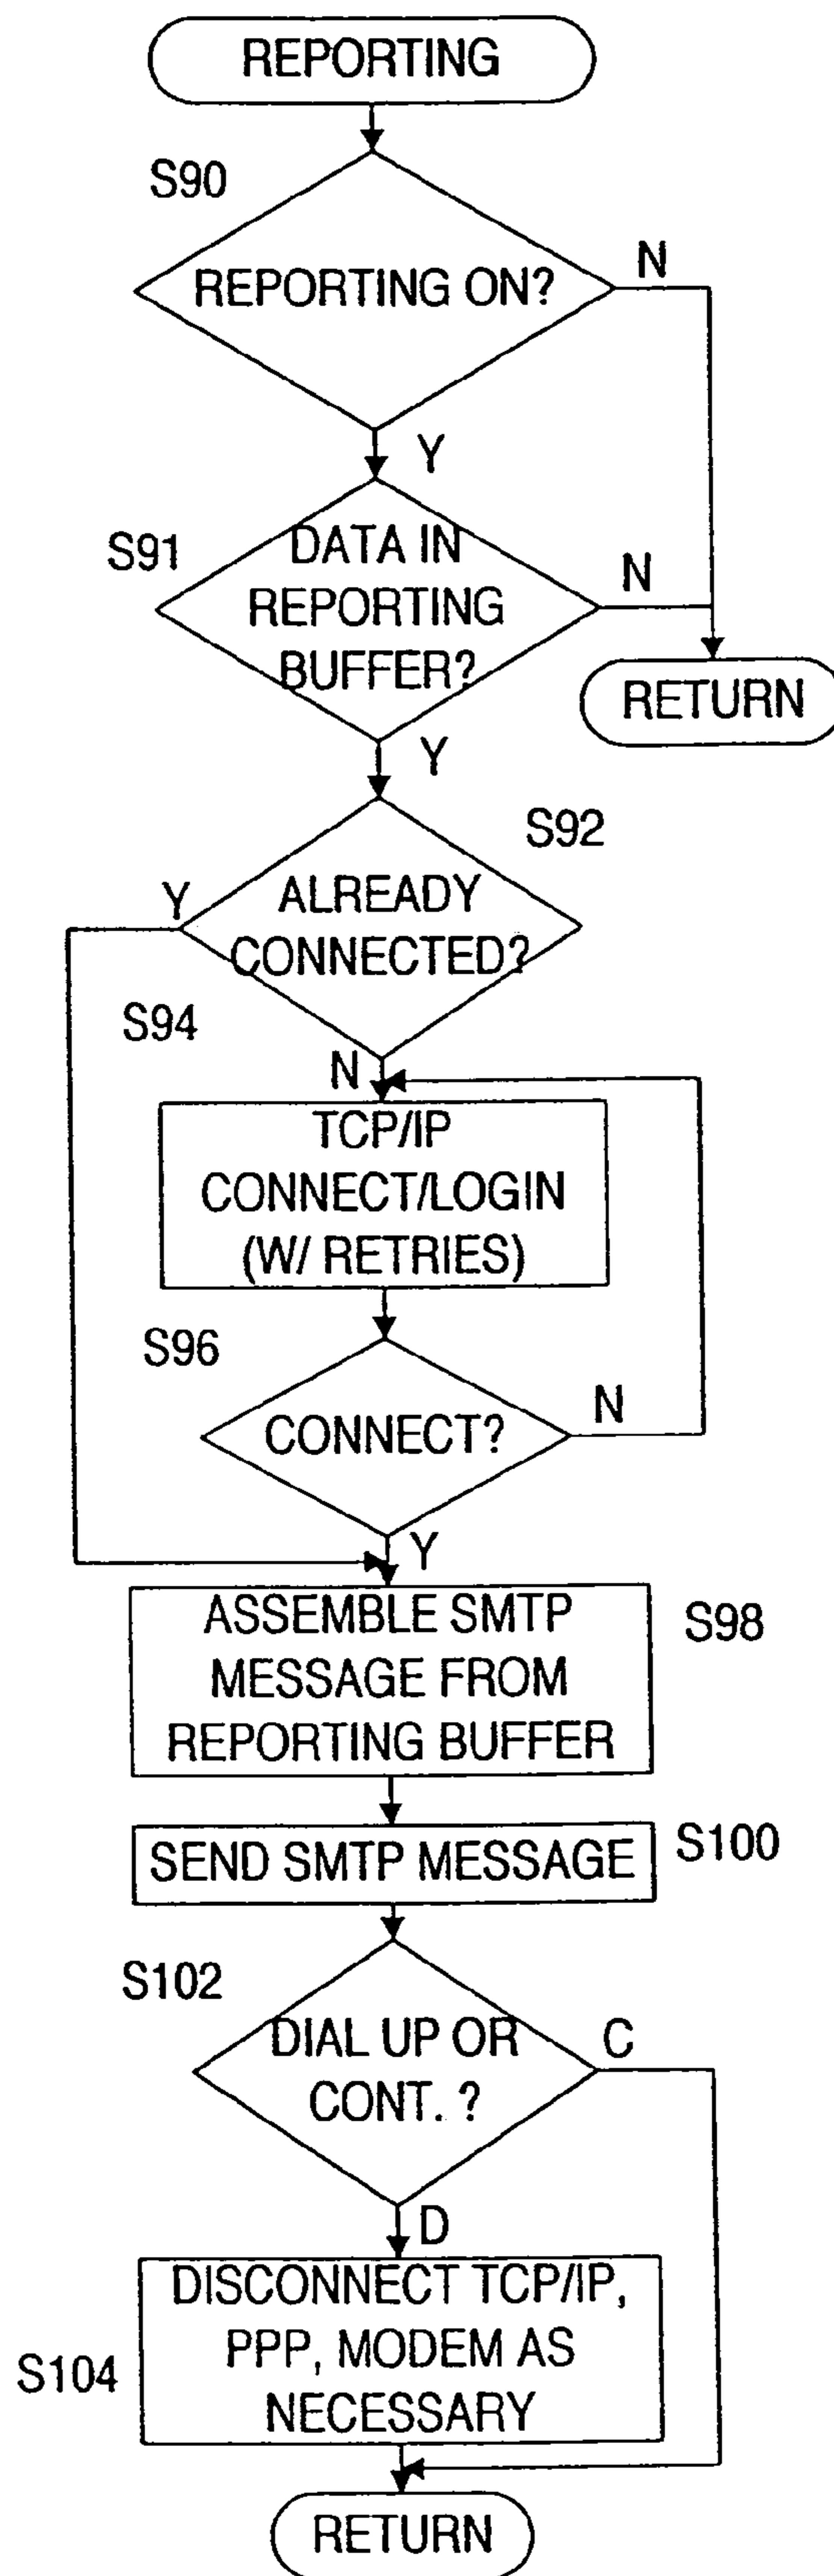 REPORTING
S90
REPORTING ON?
N
Y
S91
DATA IN
REPORTING
BUFFER?
N
RETURN
Y
S92
ALREADY
CONNECTED?
Y
S94
N
TCP/IP
CONNECT/LOGIN
(W/ RETRIES)
S96
CONNECT?
N
Y
ASSEMBLE SMTP
MESSAGE FROM
REPORTING BUFFER
S98
SEND SMTP MESSAGE
S100
S102
DIAL UP OR
CONT. ?
C
D
DISCONNECT TCP/IP,
PPP, MODEM AS
NECESSARY
S104
RETURN